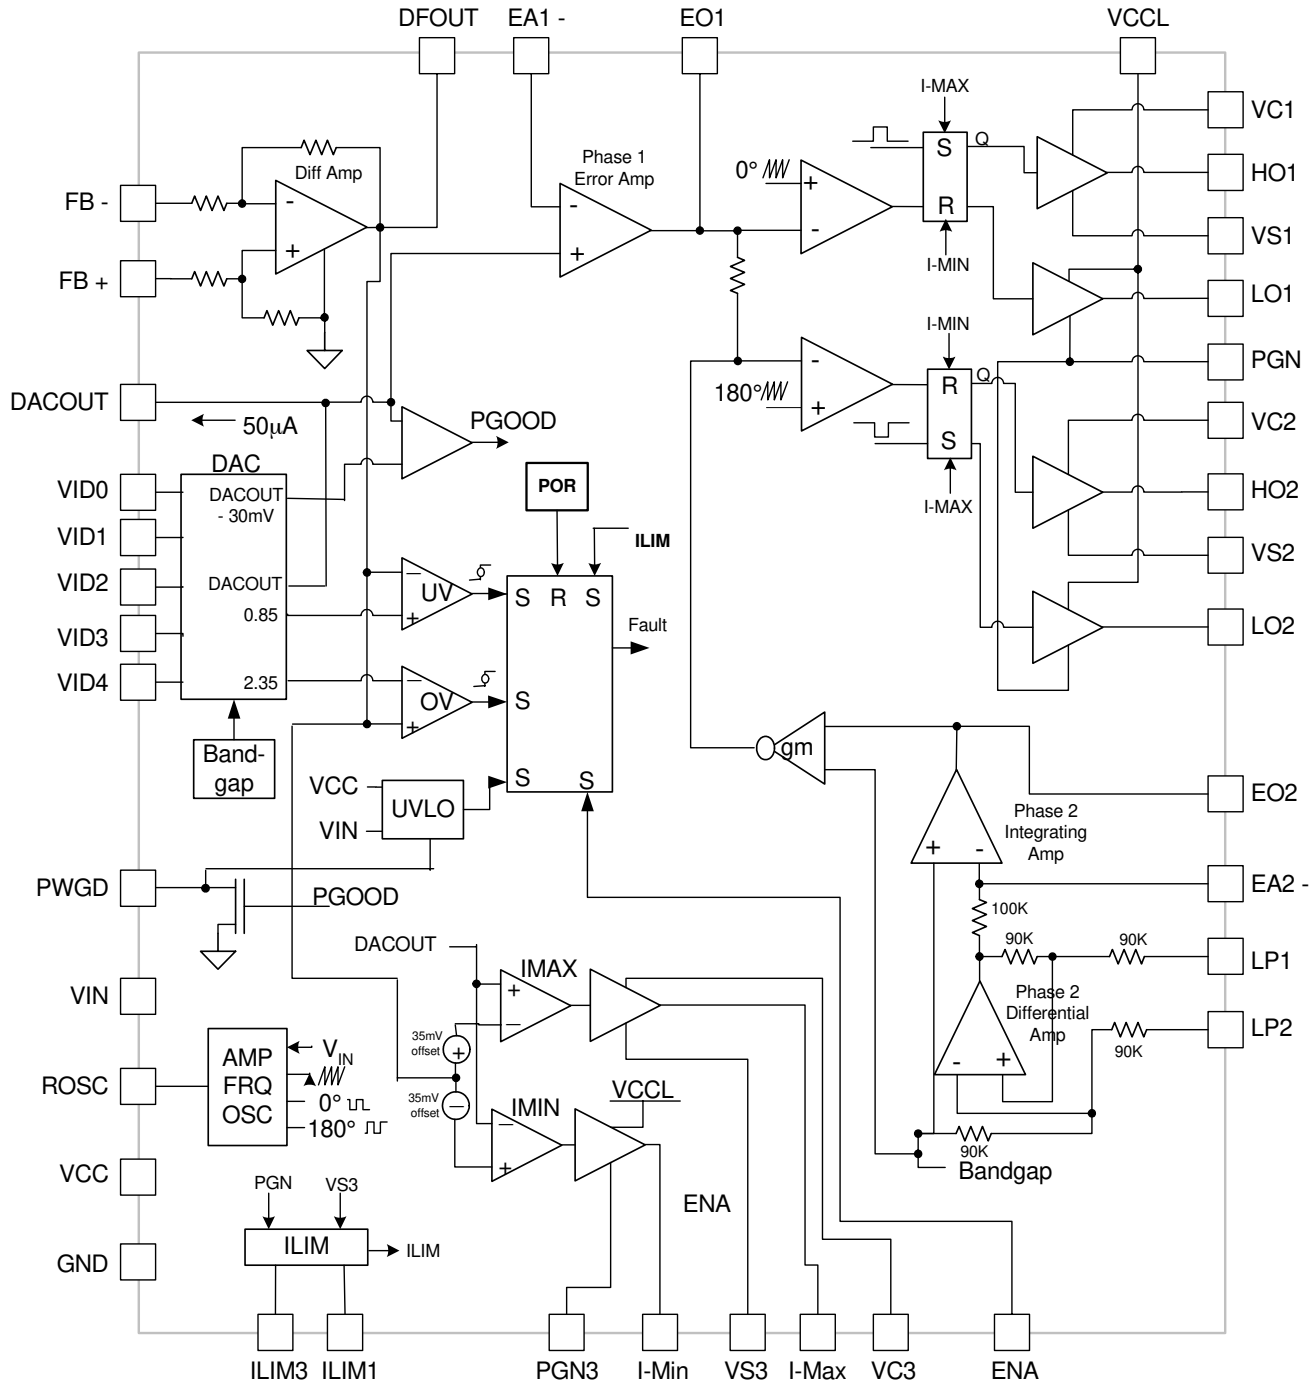 DFOUT
EA1 -
EO1
VCCL
I-MAX
VC1
S
Q
Phase 1
Error Amp
Diff Amp
0°
+
HO1
FB -
-
-
R
-
VS1
+
+
FB +
I-MIN
LO1
I-MIN
PGN
-
180°
+
R
Q
DACOUT
50µA
PGOOD
S
VC2
DAC
VID0
DACOUT
- 30mV
POR
I-MAX
HO2
VID1
ILIM
VS2
VID2
DACOUT
−
UV
+
S
R
S
0.85
VID3
Fault
LO2
VID4
2.35
−
OV
+
S
Band-
gap
gm
VCC
VIN
UVLO
S
S
EO2
Phase 2
Integrating
Amp
+
-
PWGD
PGOOD
EA2 -
100K
DACOUT
90K
90K
LP1
IMAX
+
−
VIN
Phase 2
Differential
Amp
-
+
35mV
offset
+
LP2
90K
AMP
FRQ
OSC
VIN
0°
180°
ROSC
35mV
offset
−
VCCL
IMIN
−
+
90K
Bandgap
VCC
PGN
VS3
ENA
ILIM
ILIM
GND
ILIM3
ILIM1
PGN3
I-Min
VS3
I-Max
VC3
ENA